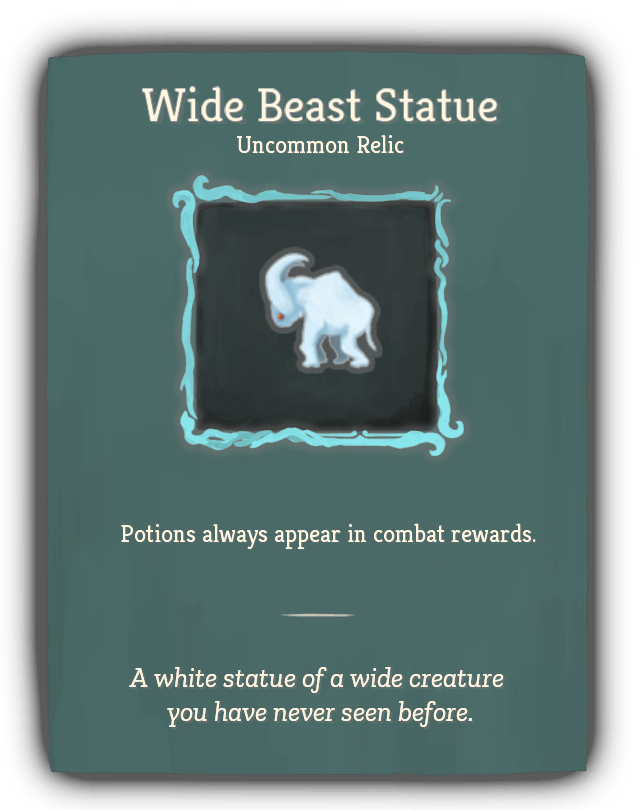 Wide Beast Statue
Uncommon Relic
Potions always appear in combat rewards.
A white statue of a wide creature
you have never seen before.